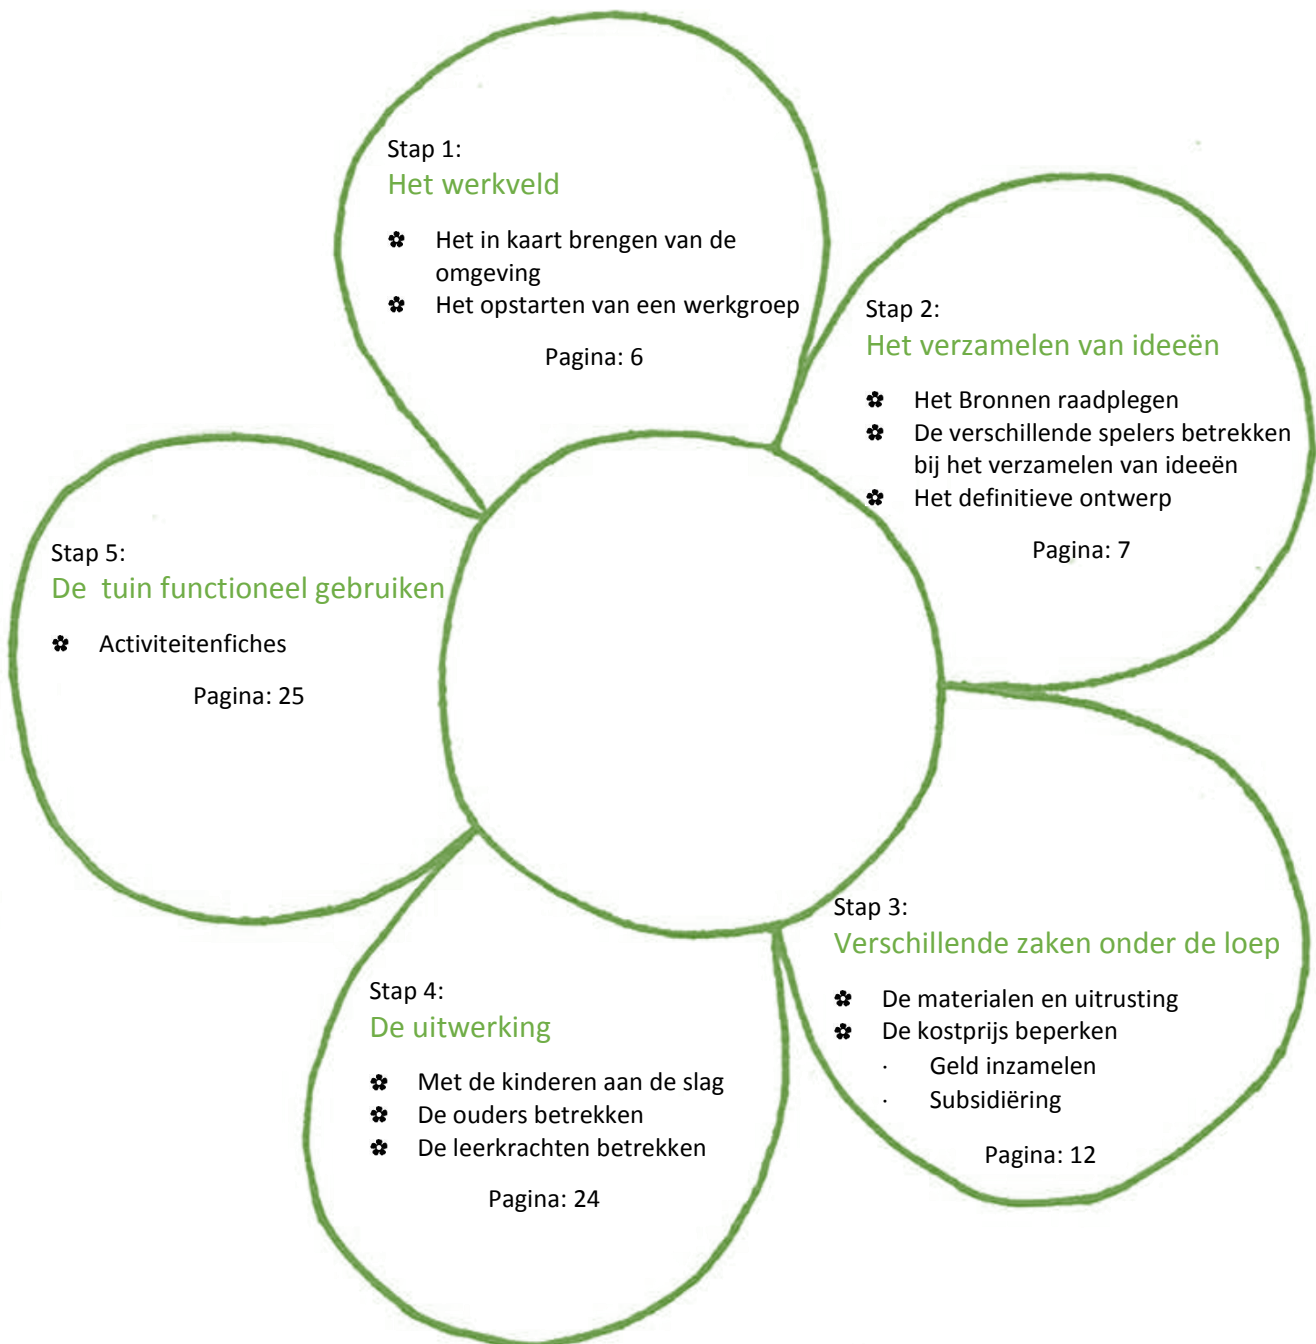 Stap 1:
Het werkveld
✿ Het in kaart brengen van de
omgeving
✿ Het opstarten van een werkgroep
Pagina: 6
Stap 2:
Het verzamelen van ideeën
✿ Het Bronnen raadplegen
✿ De verschillende spelers betrekken
bij het verzamelen van ideeën
✿ Het definitieve ontwerp
Pagina: 7
Stap 3:
Verschillende zaken onder de loep
✿ De materialen en uitrusting
✿ De kostprijs beperken
· Geld inzamelen
· Subsidiëring
Pagina: 12
Stap 4:
De uitwerking
✿ Met de kinderen aan de slag
✿ De ouders betrekken
✿ De leerkrachten betrekken
Pagina: 24
Stap 5:
De tuin functioneel gebruiken
✿ Activiteitenfiches
Pagina: 25